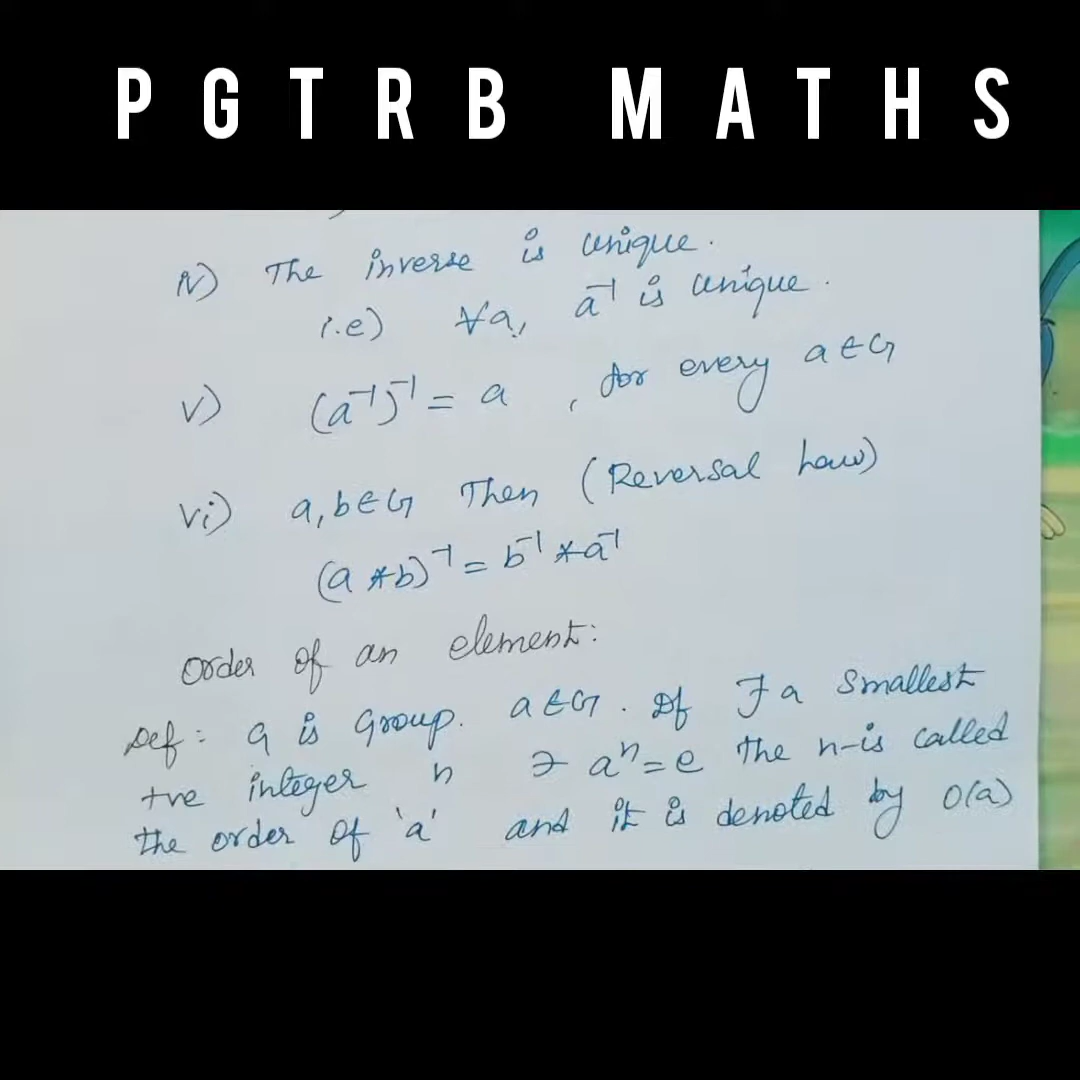 PGTRB MATHS
iv) The inverse is unique.
i.e) ∀a, a⁻¹ is unique.
v) (a⁻¹)⁻¹ = a , for every a ∈ G
vi) a, b ∈ G Then (Reversal Law)
(a * b)⁻¹ = b⁻¹ * a⁻¹
Order of an element:
Def: G is Group. a ∈ G. If ∃ a smallest
+ve integer n ∋ aⁿ = e the n-is called
the order of 'a' and it is denoted by O(a)